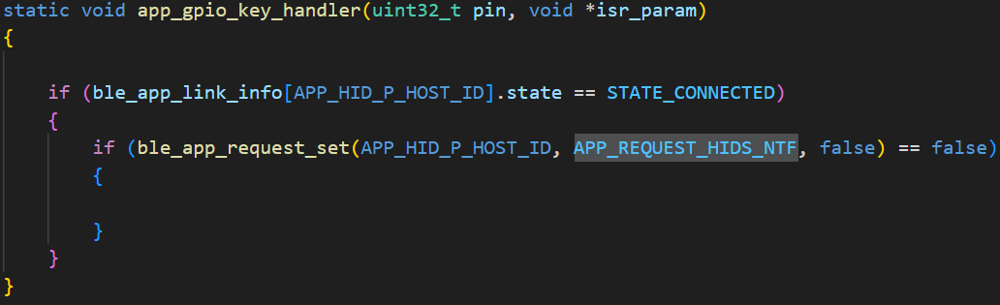 static void app_gpio_key_handler(uint32_t pin, void *isr_param)
{
if (ble_app_link_info[APP_HID_P_HOST_ID].state == STATE_CONNECTED)
{
if (ble_app_request_set(APP_HID_P_HOST_ID, APP_REQUEST_HIDS_NTF, false) == false)
{
}
}
}